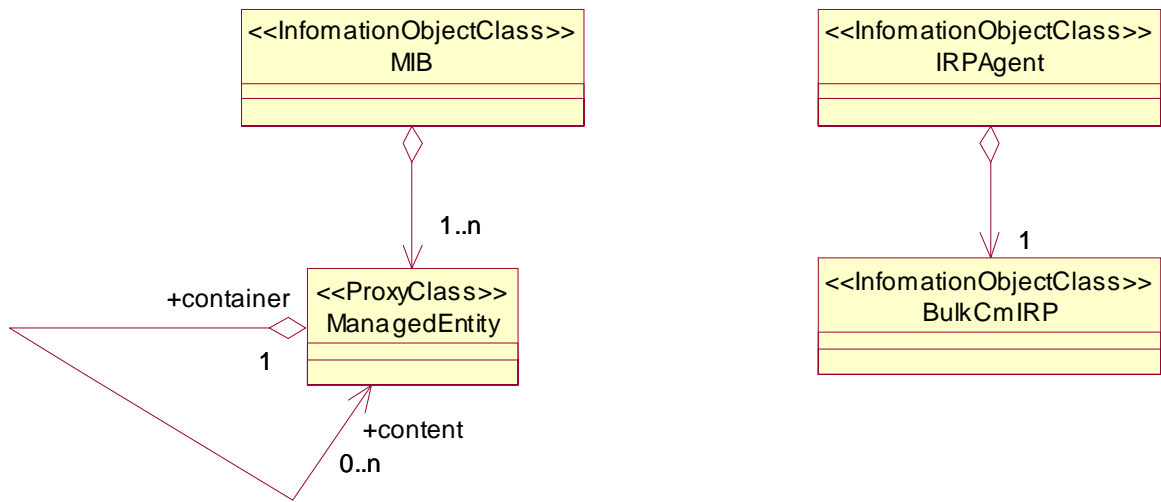 <<InfomationObjectClass>>
MIB
<<InfomationObjectClass>>
IRPAgent
1..n
1
<<ProxyClass>>
ManagedEntity
+container
1
+content
0..n
<<InfomationObjectClass>>
BulkCmIRP